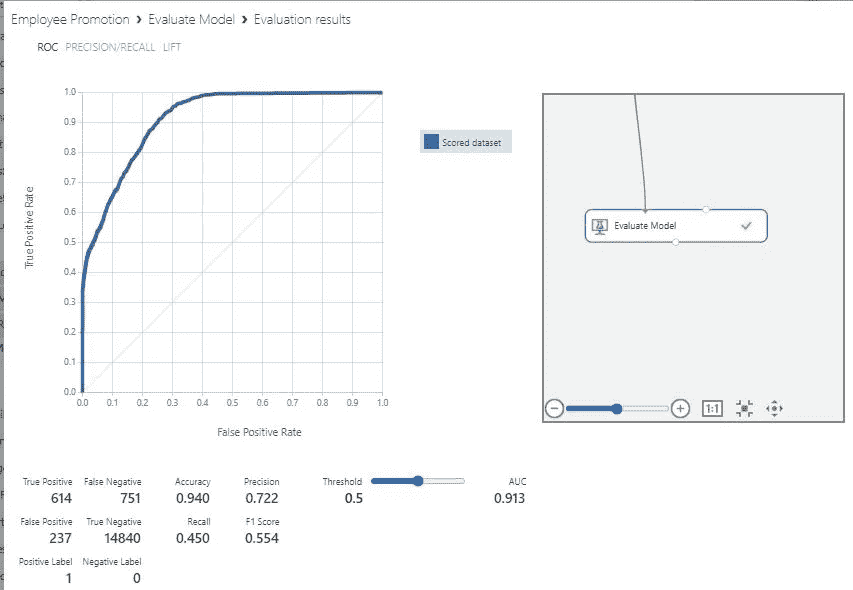 Employee Promotion › Evaluate Model › Evaluation results
ROC PRECISION/RECALL LIFT
1.0
0.9
0.8
0.7
0.6
0.5
0.4
0.3
0.2
0.1
0.0
True Positive Rate
0.0 0.1 0.2 0.3 0.4 0.5 0.6 0.7 0.8 0.9 1.0
False Positive Rate
Scored dataset
Evaluate Model
1:1
True Positive False Negative Accuracy Precision Threshold AUC
614 751 0.940 0.722 0.5 0.913
False Positive True Negative Recall F1 Score
237 14840 0.450 0.554
Positive Label Negative Label
1 0